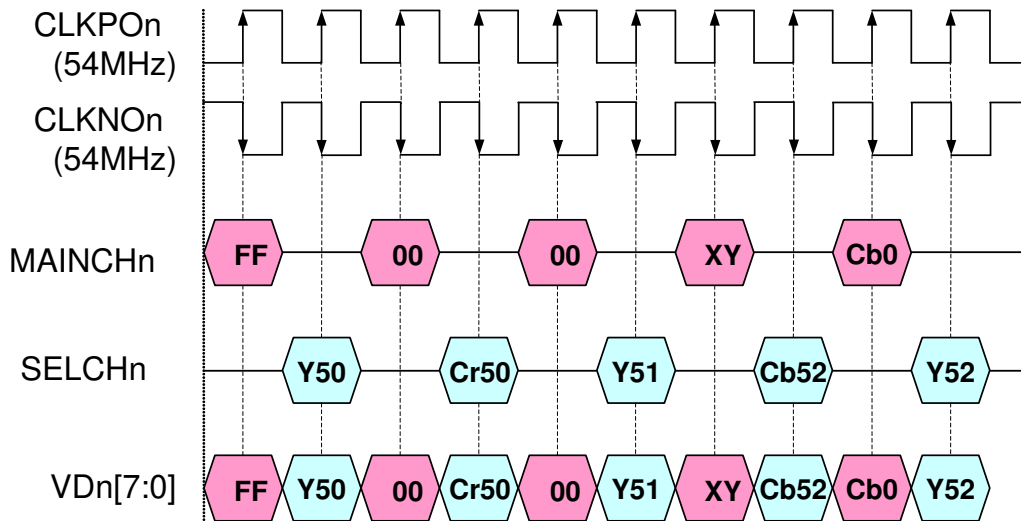 CLKPOn
(54MHz)
CLKNOn
(54MHz)
MAINCHn
FF 00 00 XY Cb0
SELCHn
Y50 Cr50 Y51 Cb52 Y52
VDn[7:0]
FF Y50 00 Cr50 00 Y51 XY Cb52 Cb0 Y52